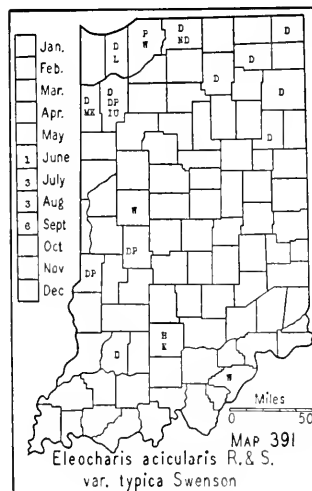 Jan.
Feb.
Mar.
Apr.
May
1 June
3 July
3 Aug
6 Sept
Oct
Nov
Dec
P
W
D
ND
D
D
L
D
D
D
MK
D
DP
IU
D
D
W
DP
DP
H
K
D
W
Miles
0 50
MAP 391
Eleocharis acicularis R.& S.
var. typica Swenson